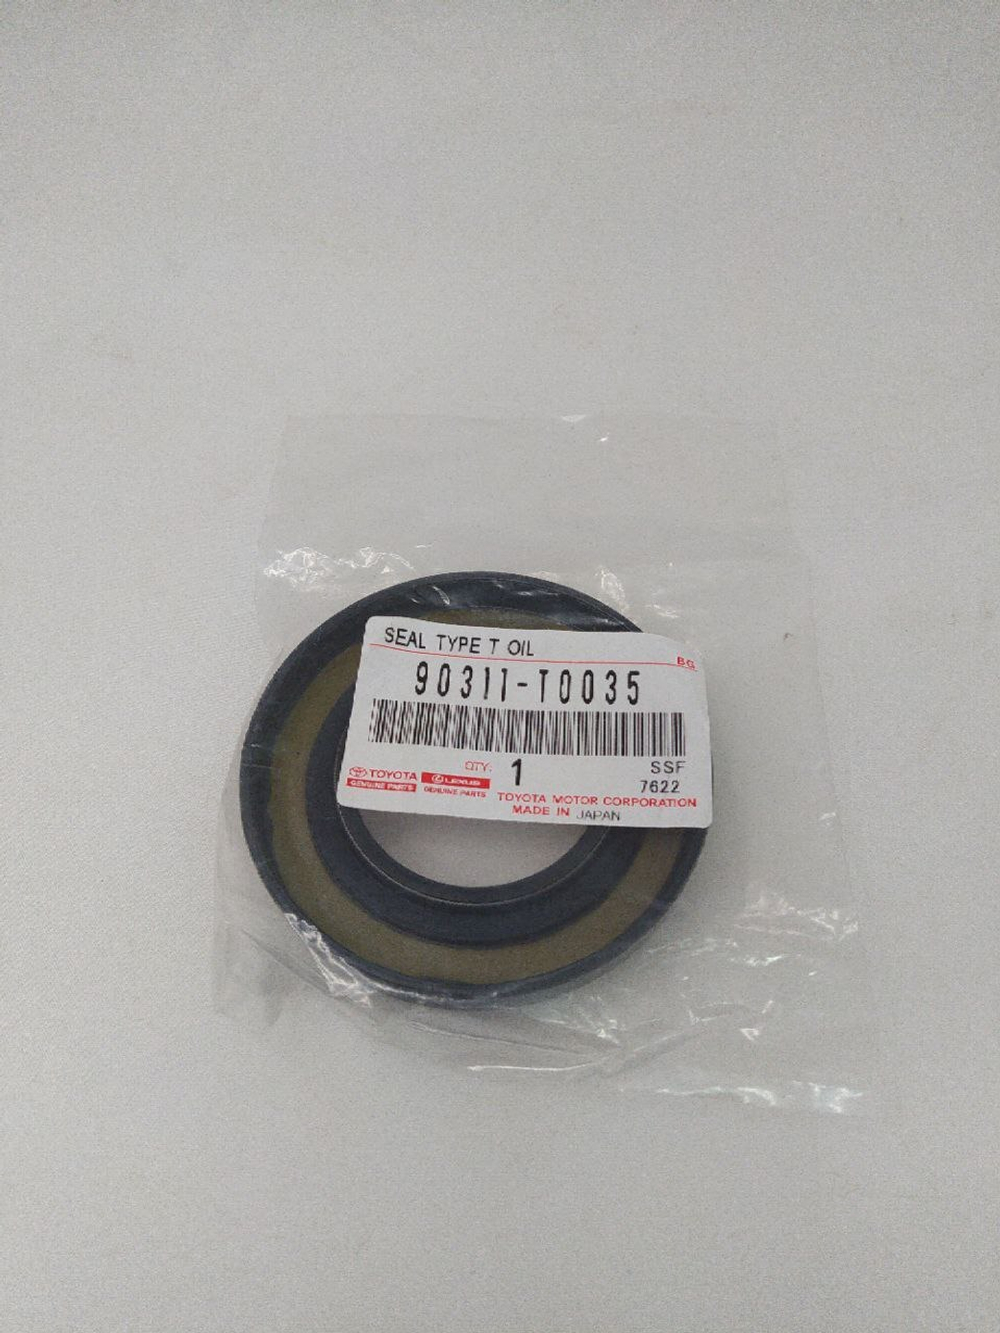 SEAL TYPE T OIL
BG
90311-T0035
QTY: 1
SSF
7622
TOYOTA
GENUINE PARTS
LEXUS
GENUINE PARTS
TOYOTA MOTOR CORPORATION
MADE IN JAPAN